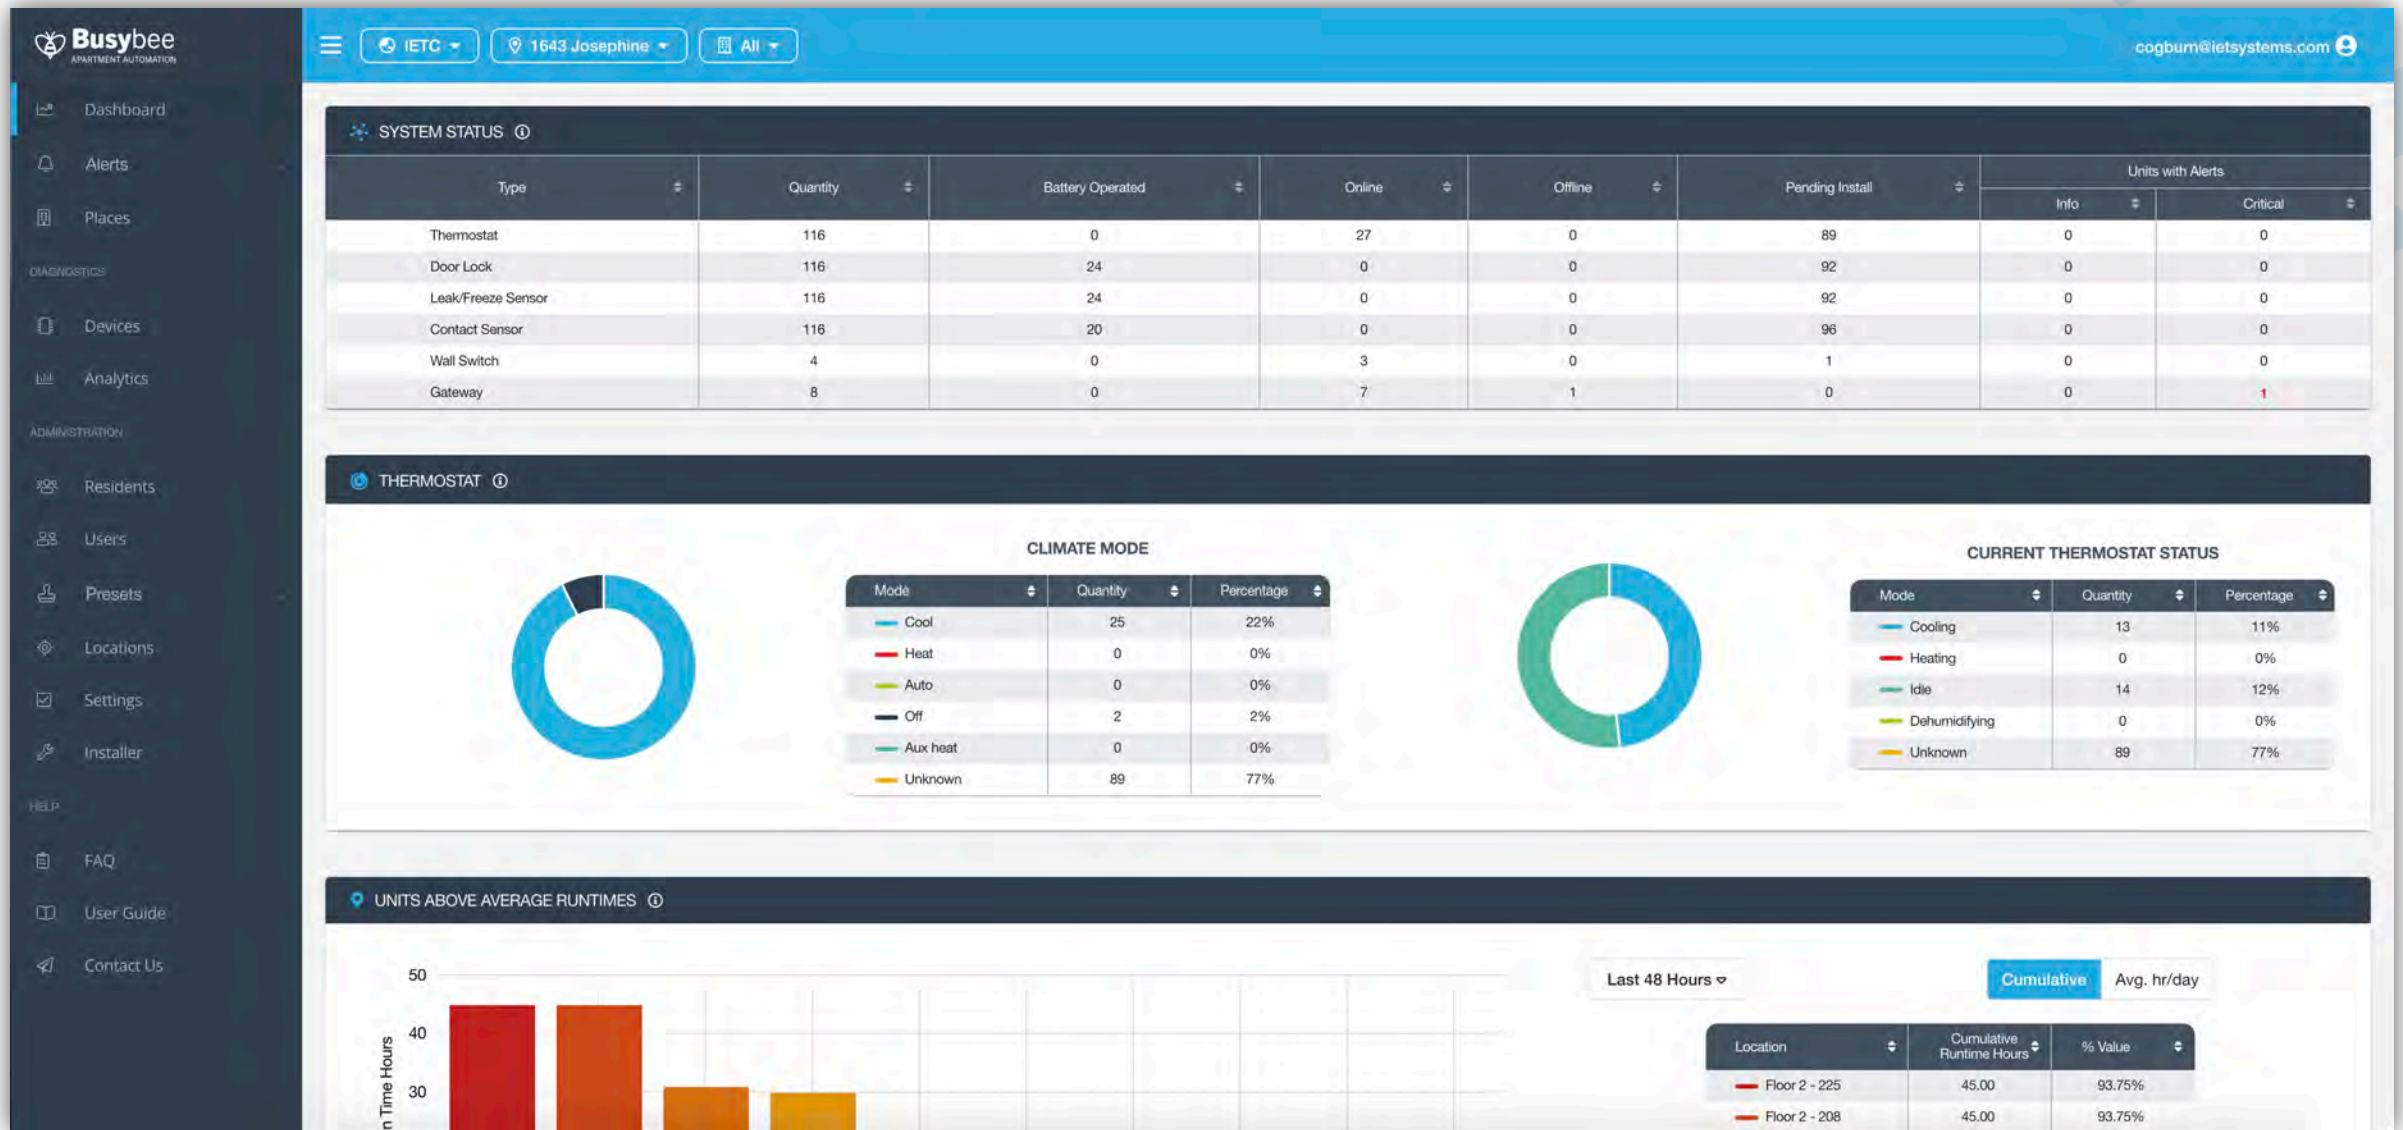 Busybee
APARTMENT AUTOMATION
IETC
1643 Josephine
All
cogburn@ietsystems.com
Dashboard
Alerts
Places
DIAGNOSTICS
Devices
Analytics
ADMINISTRATION
Residents
Users
Presets
Locations
Settings
Installer
HELP
FAQ
User Guide
Contact Us
SYSTEM STATUS
Type Quantity Battery Operated Online Offline Pending Install Units with Alerts
Info Critical
Thermostat 116 0 27 0 89 0 0
Door Lock 116 24 0 0 92 0 0
Leak/Freeze Sensor 116 24 0 0 92 0 0
Contact Sensor 116 20 0 0 96 0 0
Wall Switch 4 0 3 0 1 0 0
Gateway 8 0 7 1 0 0 1
THERMOSTAT
CLIMATE MODE
Mode Quantity Percentage
Cool 25 22%
Heat 0 0%
Auto 0 0%
Off 2 2%
Aux heat 0 0%
Unknown 89 77%
CURRENT THERMOSTAT STATUS
Mode Quantity Percentage
Cooling 13 11%
Heating 0 0%
Idle 14 12%
Dehumidifying 0 0%
Unknown 89 77%
UNITS ABOVE AVERAGE RUNTIMES
50
40
30
n Time Hours
Last 48 Hours
Cumulative Avg. hr/day
Location Cumulative Runtime Hours % Value
Floor 2 - 225 45.00 93.75%
Floor 2 - 208 45.00 93.75%